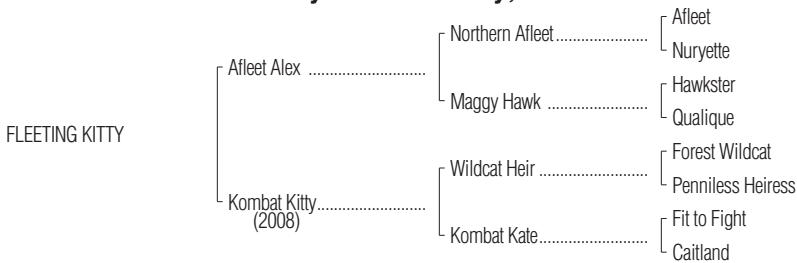 Afleet
Northern Afleet......................
Nuryette
Afleet Alex ...........................
Hawkster
Maggy Hawk .......................
Qualique
FLEETING KITTY
Forest Wildcat
Wildcat Heir .........................
Penniless Heiress
Kombat Kitty.........................
(2008)
Fit to Fight
Kombat Kate.........................
Caitland